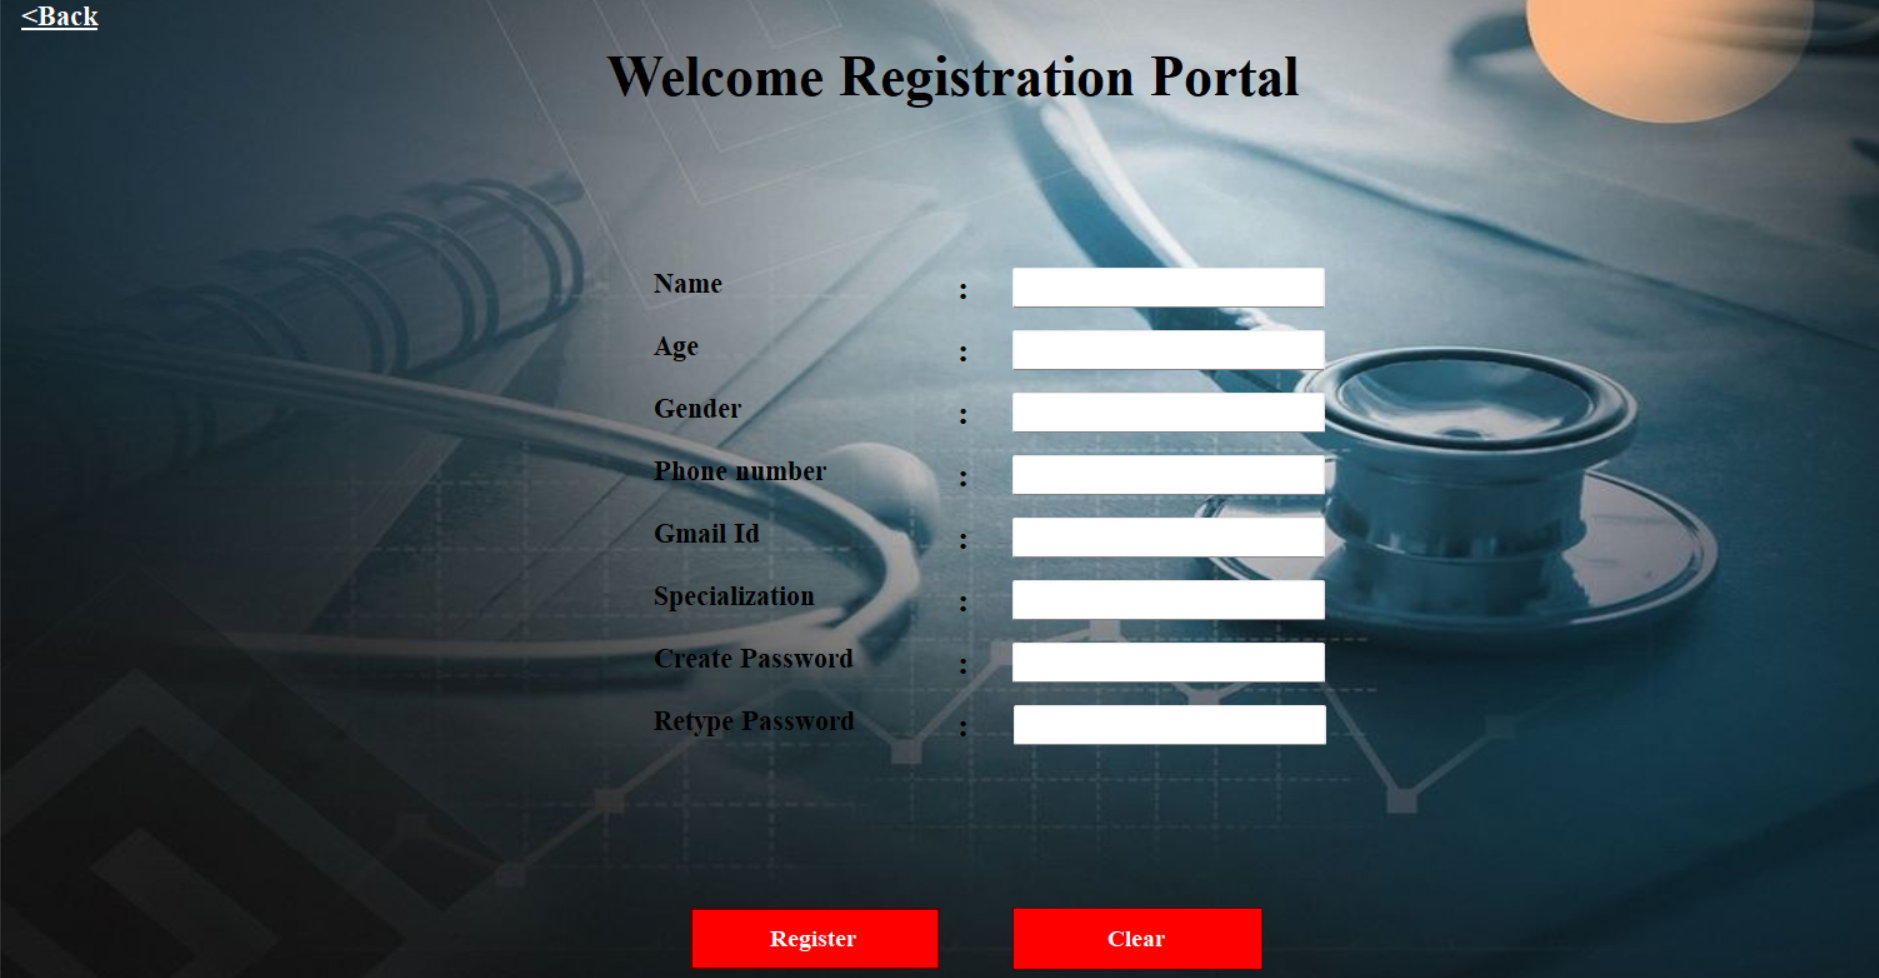 <Back
Welcome Registration Portal
Name :
Age :
Gender :
Phone number :
Gmail Id :
Specialization :
Create Password :
Retype Password :
Register Clear